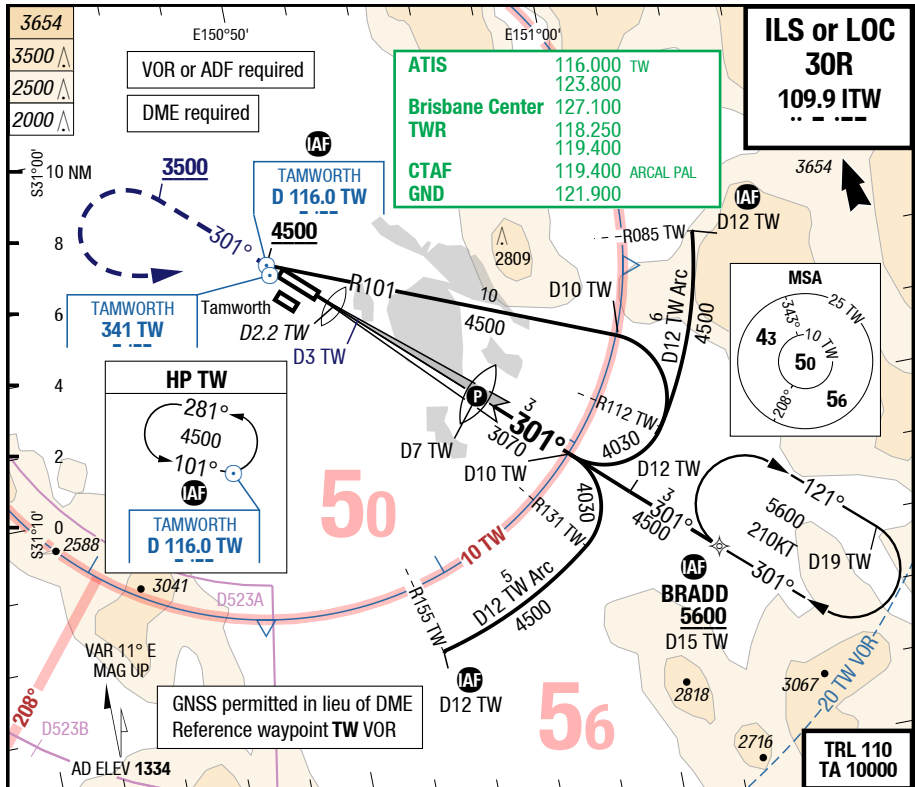 3654
3500
2500
2000
E150°50'
E151°00'
VOR or ADF required
DME required
ATIS 116.000 TW
123.800
Brisbane Center 127.100
TWR 118.250
119.400
CTAF 119.400 ARCAL PAL
GND 121.900
ILS or LOC
30R
109.9 ITW
3654
S31°00'
10 NM
8
6
4
2
0
S31°10'
3500
301°
IAF
TAMWORTH
D 116.0 TW
4500
TAMWORTH
341 TW
Tamworth
D2.2 TW
D3 TW
R101
10
4500
2809
D10 TW
R085 TW
IAF
D12 TW
6
D12 TW Arc
4500
MSA
25 TW
343°
10 TW
43
50
56
208°
HP TW
281°
4500
101°
IAF
TAMWORTH
D 116.0 TW
P
D7 TW
3
301°
3070
D10 TW
R112 TW
4030
D12 TW
3
301°
4500
4030
R131 TW
121°
5600
210KT
D19 TW
301°
IAF
BRADD
5600
D15 TW
50
10 TW
5
D12 TW Arc
4500
R155 TW
IAF
D12 TW
2588
3041
D523A
VAR 11° E
MAG UP
208°
D523B
AD ELEV 1334
GNSS permitted in lieu of DME
Reference waypoint TW VOR
56
2818
3067
2716
20 TW VOR
TRL 110
TA 10000